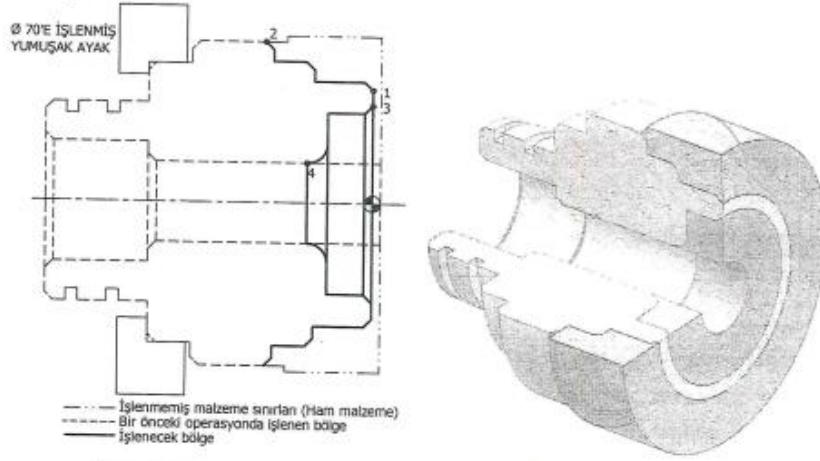 Ø 70'E İŞLENMİŞ
YUMUŞAK AYAK
2
1
3
4
İşlenmemiş malzeme sınırları (Ham malzeme)
Bir önceki operasyonda işlenen bölge
İşlenecek bölge